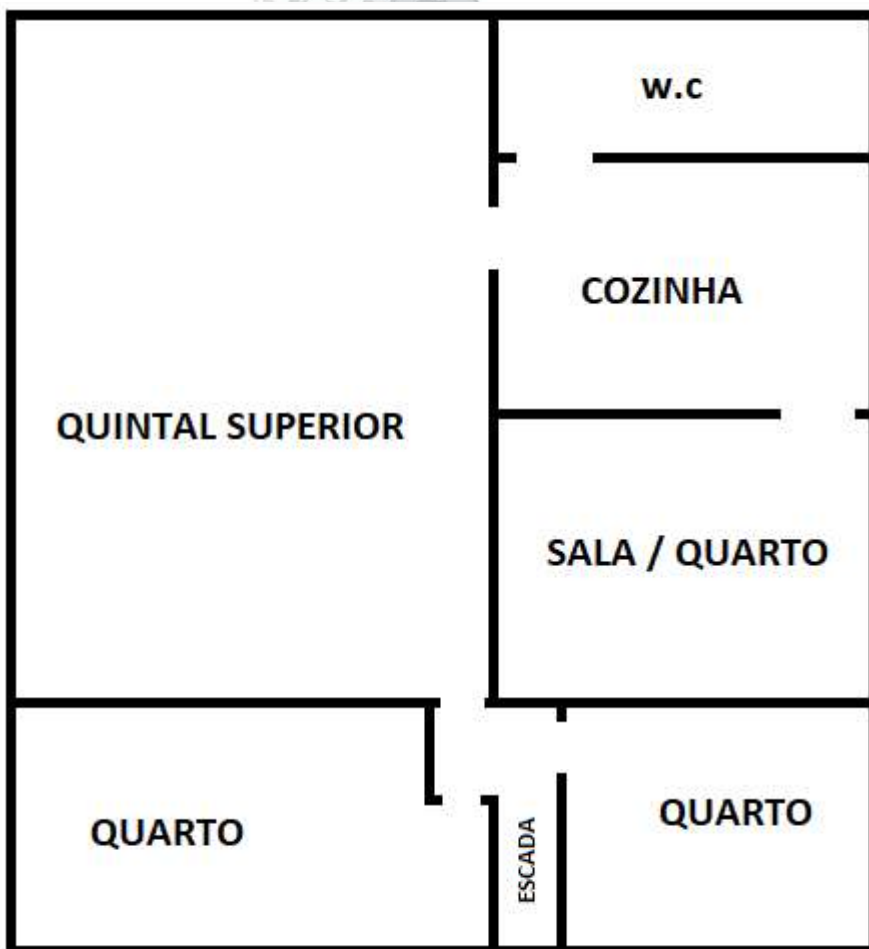 w.c
COZINHA
QUINTAL SUPERIOR
SALA / QUARTO
QUARTO
ESCADA
QUARTO